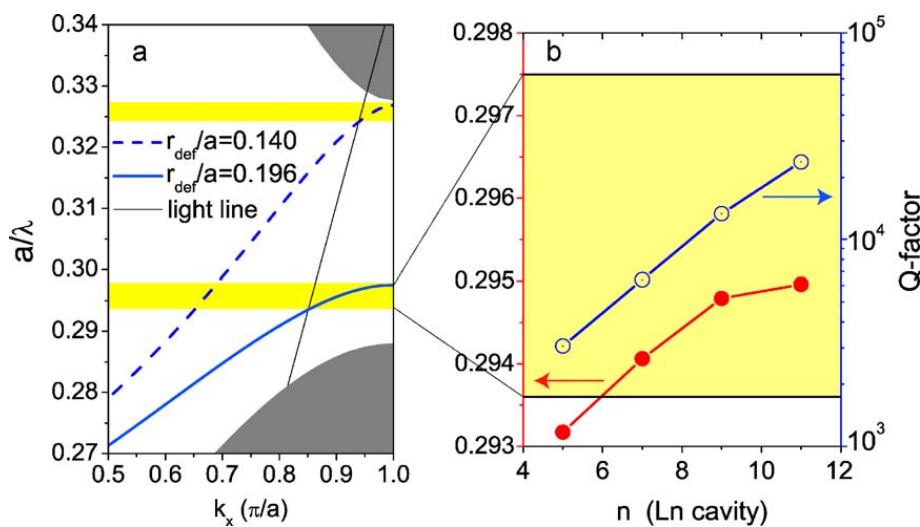 a
0.34
0.33
0.32
0.31
0.30
0.29
0.28
0.27
a/λ
r_def/a=0.140
r_def/a=0.196
light line
0.5 0.6 0.7 0.8 0.9 1.0
k_x (π/a)
b
0.298
0.297
0.296
0.295
0.294
0.293
10^5
10^4
10^3
Q-factor
4 6 8 10 12
n (Ln cavity)